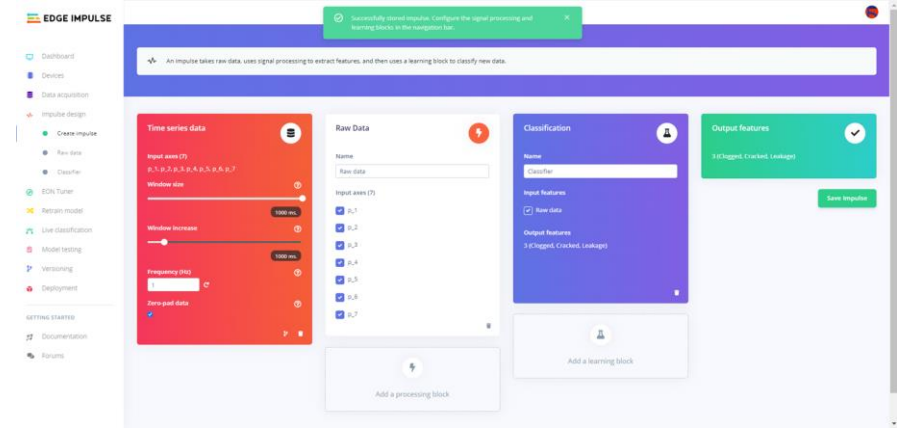 EDGE IMPULSE
Successfully stored impulse. Configure the signal processing and
learning blocks in the navigation bar.
×
Dashboard
Devices
Data acquisition
Impulse design
Create impulse
Raw data
Classifier
EON Tuner
Retrain model
Live classification
Model testing
Versioning
Deployment
GETTING STARTED
Documentation
Forums
An impulse takes raw data, uses signal processing to extract features, and then uses a learning block to classify new data.
Time series data
Input axes (7)
p_1, p_2, p_3, p_4, p_5, p_6, p_7
Window size
1000 ms.
Window increase
1000 ms.
Frequency (Hz)
1
Zero-pad data
Raw Data
Name
Raw data
Input axes (7)
p_1
p_2
p_3
p_4
p_5
p_6
p_7
Add a processing block
Classification
Name
Classifier
Input features
Raw data
Output features
3 (Clogged, Cracked, Leakage)
Add a learning block
Output features
3 (Clogged, Cracked, Leakage)
Save Impulse